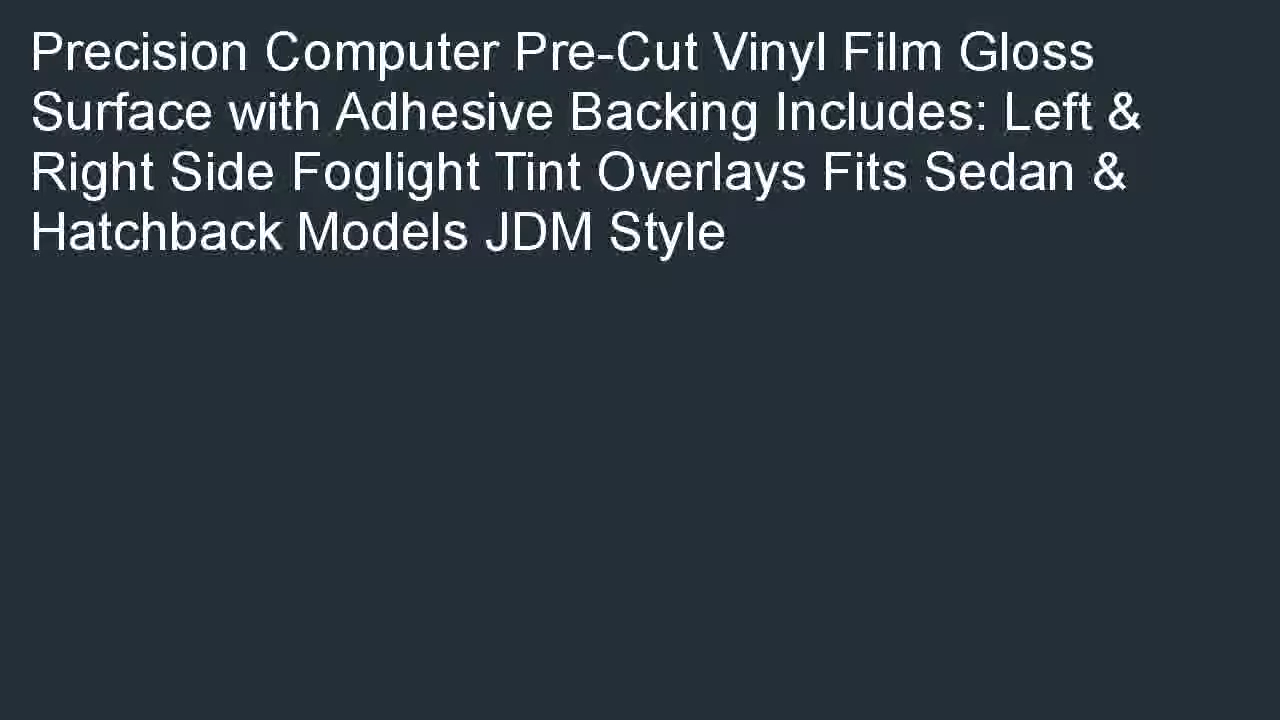 Precision Computer Pre-Cut Vinyl Film Gloss
Surface with Adhesive Backing Includes: Left &
Right Side Foglight Tint Overlays Fits Sedan &
Hatchback Models JDM Style